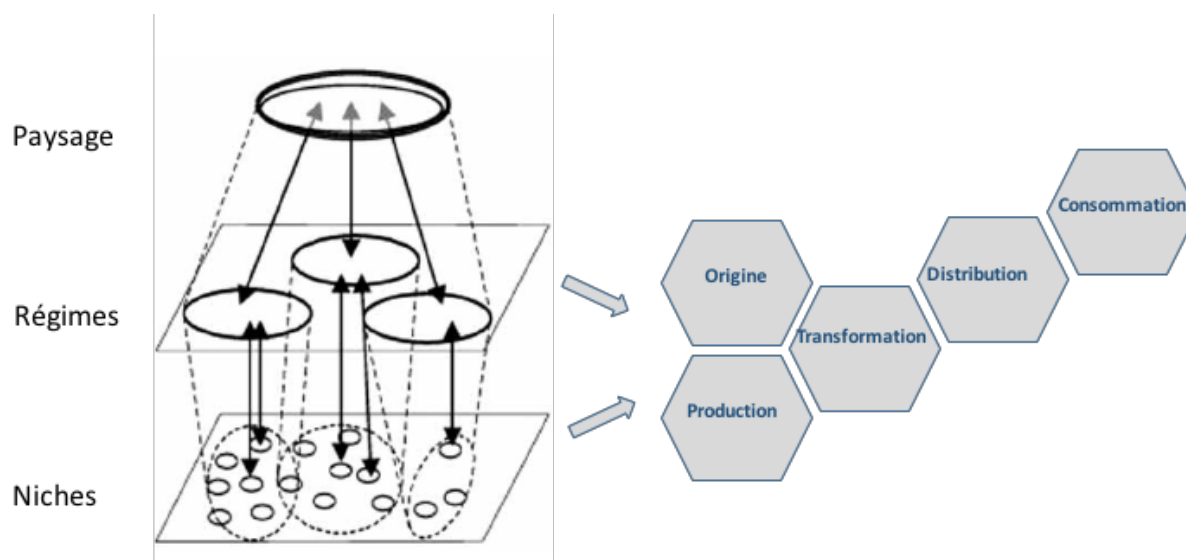 Paysage
Régimes
Niches
Origine
Production
Transformation
Distribution
Consommation